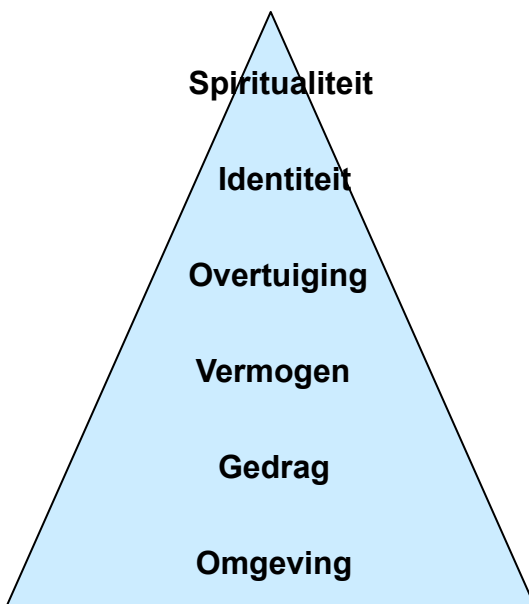 Spiritualiteit
Identiteit
Overtuiging
Vermogen
Gedrag
Omgeving